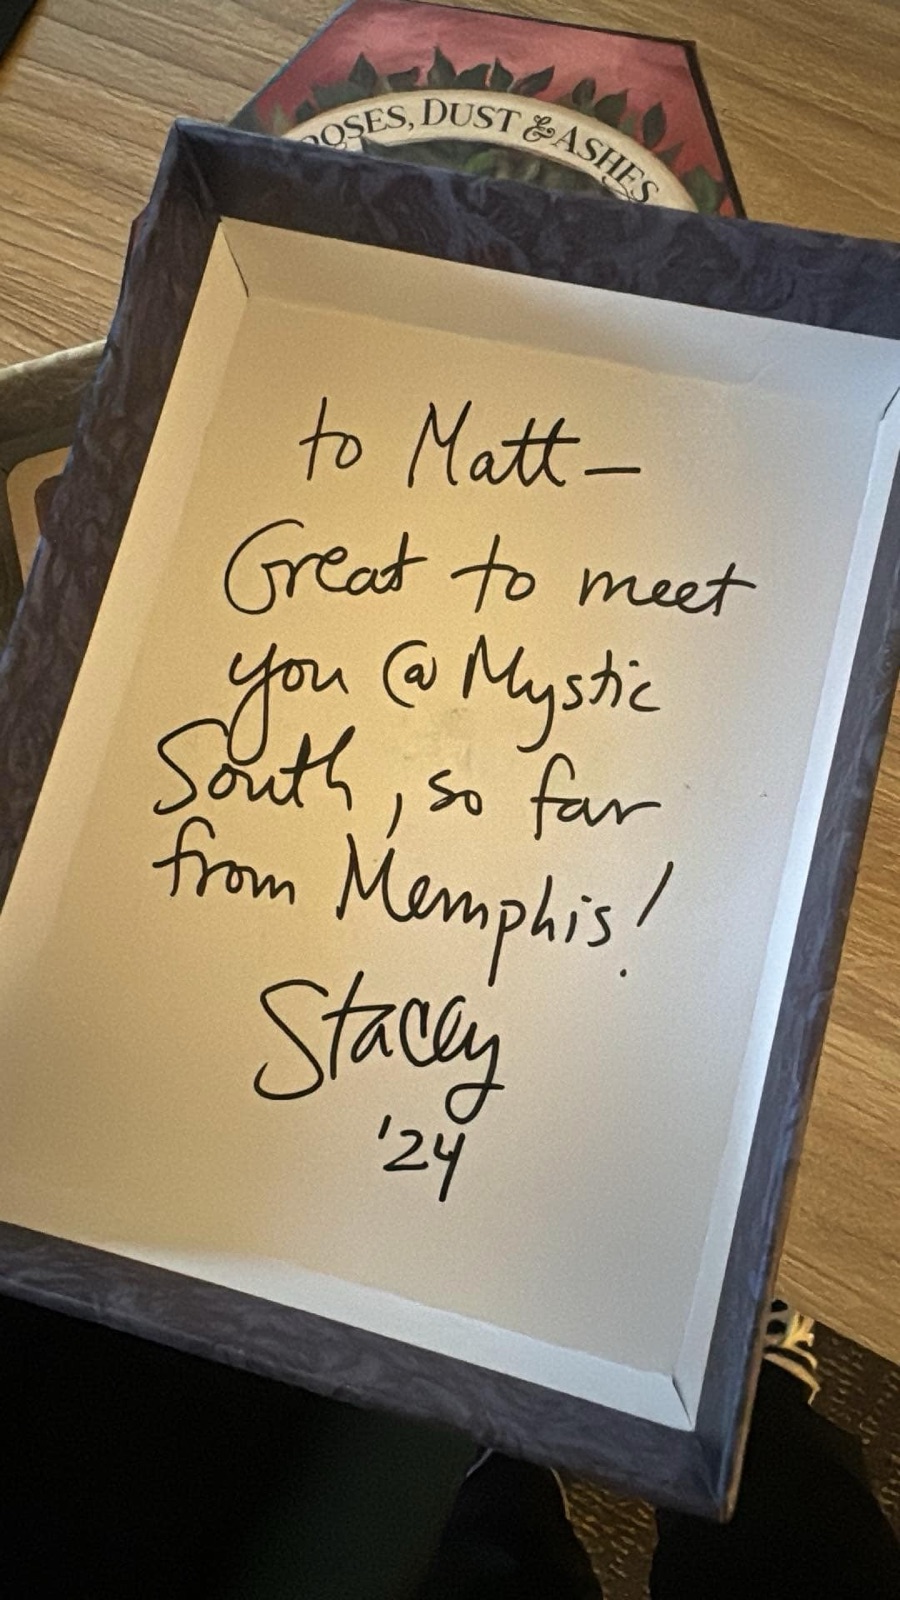 ROSES, DUST & ASHES
to Matt—
Great to meet
you @ Mystic
South, so far
from Memphis!
Stacey
'24